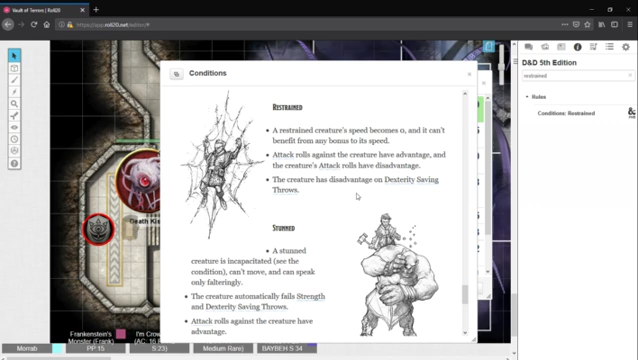 Vault of Terrors | Roll20
https://app.roll20.net/editor/#
D&D 5th Edition
restrained
Rules
Conditions: Restrained
Conditions
RESTRAINED
A restrained creature's speed becomes 0, and it can't
benefit from any bonus to its speed.
Attack rolls against the creature have advantage, and
the creature's Attack rolls have disadvantage.
The creature has disadvantage on Dexterity Saving
Throws.
STUNNED
A stunned
creature is incapacitated (see the
condition), can't move, and can speak
only falteringly.
The creature automatically fails Strength
and Dexterity Saving Throws.
Attack rolls against the creature have
advantage.
Death Kis
Frankenstein's
Monster (Frank)
I'm Crow
(AC: 16
Morrab
PP 15
S:23)
Medium Rare)
BAYBEH S 34